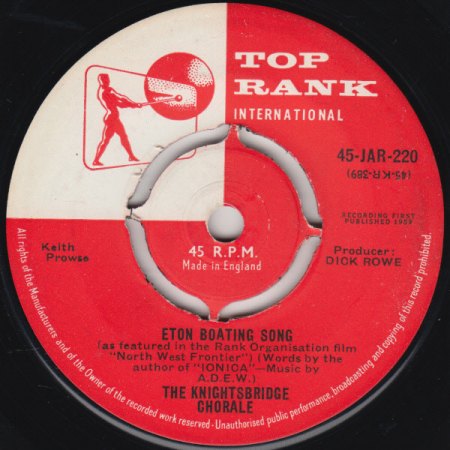 TOP
RANK
INTERNATIONAL
45-JAR-220
(45-KR-389)
RECORDING FIRST
PUBLISHED 1959
Keith
Prowse
45 R.P.M.
Made in England
Producer:
DICK ROWE
ETON BOATING SONG
(as featured in the Rank Organisation film
"North West Frontier") (Words by the
author of "IONICA"—Music by
A.D.E.W.)
THE KNIGHTSBRIDGE
CHORALE
All rights of the Manufacturers and of the Owner of the recorded work reserved - Unauthorised public performance, broadcasting and copying of this record prohibited.